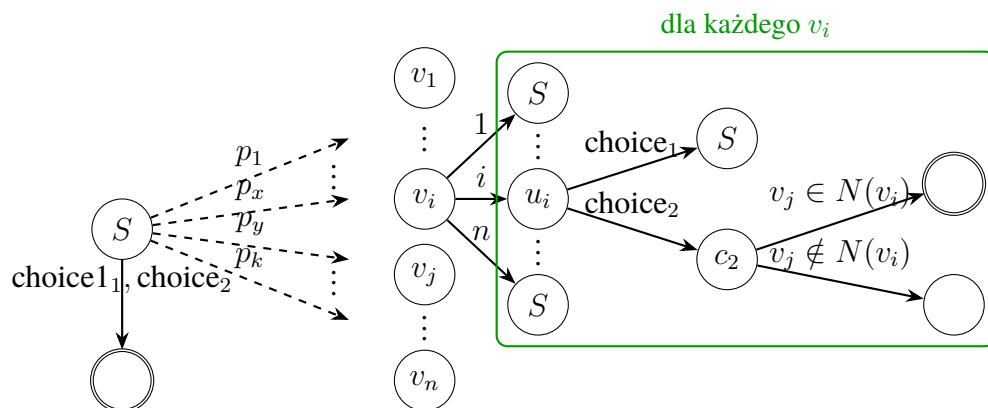 dla każdego v_i
v_1
S
⋮
⋮
1
choice_1
S
p_1
⋮
p_x
S
p_y
p_k
⋮
v_i
i
u_i
choice_2
v_j ∈ N(v_i)
n
⋮
c_2
v_j ∉ N(v_i)
choice1_1, choice_2
v_j
S
⋮
v_n